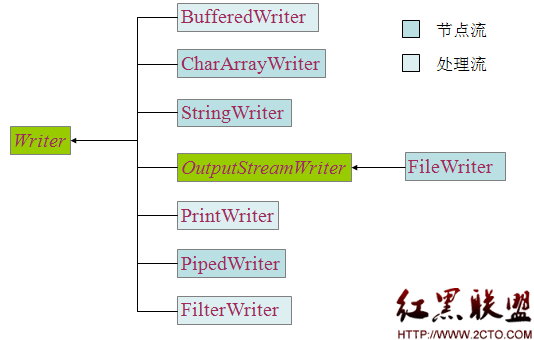 BufferedWriter
节点流
CharArrayWriter
处理流
StringWriter
Writer
OutputStreamWriter
FileWriter
PrintWriter
PipedWriter
FilterWriter
红黑联盟
HTTP://WWW.2CTO.COM